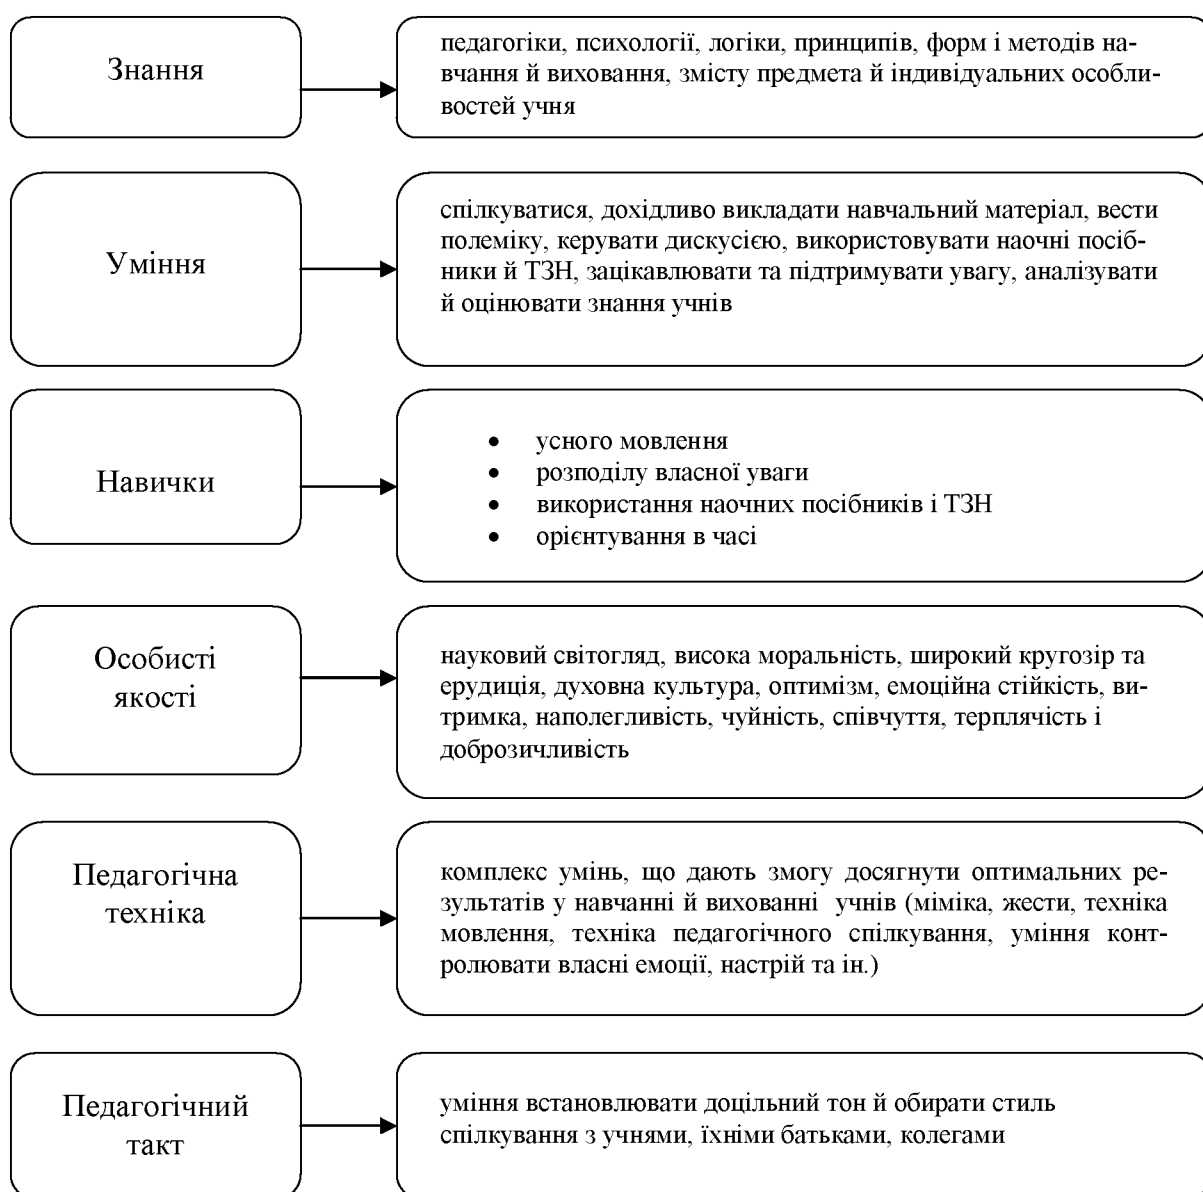 Знання
педагогіки, психології, логіки, принципів, форм і методів на-
вчання й виховання, змісту предмета й індивідуальних особли-
востей учня
Уміння
спілкуватися, дохідливо викладати навчальний матеріал, вести
полеміку, керувати дискусією, використовувати наочні посіб-
ники й ТЗН, зацікавлювати та підтримувати увагу, аналізувати
й оцінювати знання учнів
Навички
• усного мовлення
• розподілу власної уваги
• використання наочних посібників і ТЗН
• орієнтування в часі
Особисті
якості
науковий світогляд, висока моральність, широкий кругозір та
ерудиція, духовна культура, оптимізм, емоційна стійкість, ви-
тримка, наполегливість, чуйність, співчуття, терплячість і
доброзичливість
Педагогічна
техніка
комплекс умінь, що дають змогу досягнути оптимальних ре-
зультатів у навчанні й вихованні учнів (міміка, жести, техніка
мовлення, техніка педагогічного спілкування, уміння конт-
ролювати власні емоції, настрій та ін.)
Педагогічний
такт
уміння встановлювати доцільний тон й обирати стиль
спілкування з учнями, їхніми батьками, колегами